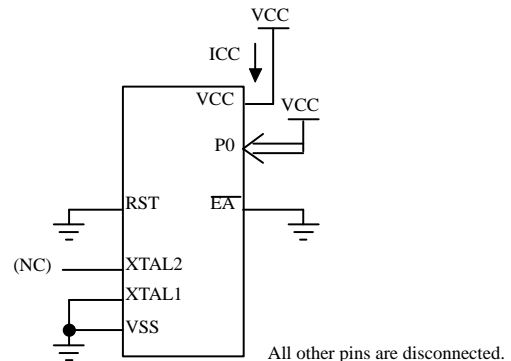 VCC
ICC
VCC
VCC
P0
RST
EA
(NC)
XTAL2
XTAL1
VSS
All other pins are disconnected.